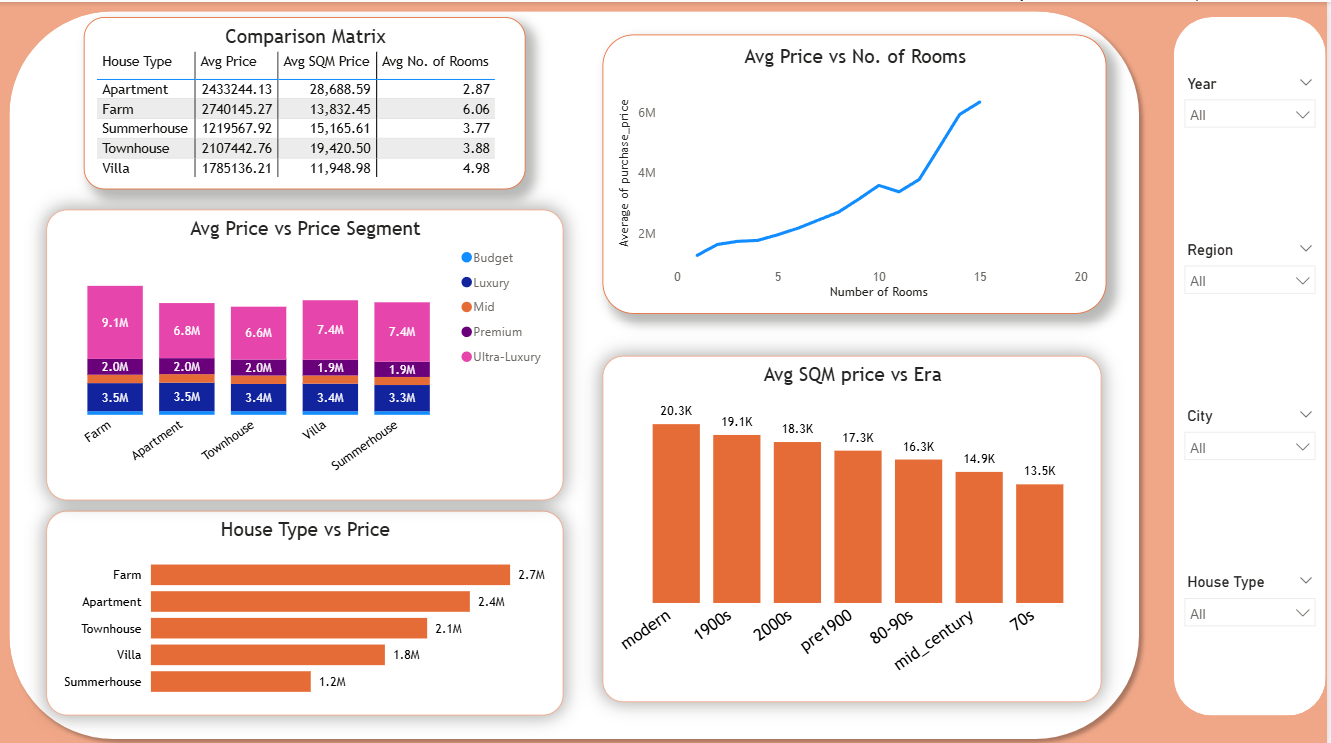 Comparison Matrix
House Type Avg Price Avg SQM Price Avg No. of Rooms
Apartment 2433244.13 28,688.59 2.87
Farm 2740145.27 13,832.45 6.06
Summerhouse 1219567.92 15,165.61 3.77
Townhouse 2107442.76 19,420.50 3.88
Villa 1785136.21 11,948.98 4.98
Avg Price vs Price Segment
Budget
Luxury
Mid
Premium
Ultra-Luxury
9.1M 6.8M 6.6M 7.4M 7.4M
2.0M 2.0M 2.0M 1.9M 1.9M
3.5M 3.5M 3.4M 3.4M 3.3M
Farm Apartment Townhouse Villa Summerhouse
House Type vs Price
Farm 2.7M
Apartment 2.4M
Townhouse 2.1M
Villa 1.8M
Summerhouse 1.2M
Avg Price vs No. of Rooms
Average of purchase_price
6M
4M
2M
0 5 10 15 20
Number of Rooms
Avg SQM price vs Era
20.3K 19.1K 18.3K 17.3K 16.3K 14.9K 13.5K
modern 1900s 2000s pre1900 80-90s mid_century 70s
Year
All
Region
All
City
All
House Type
All